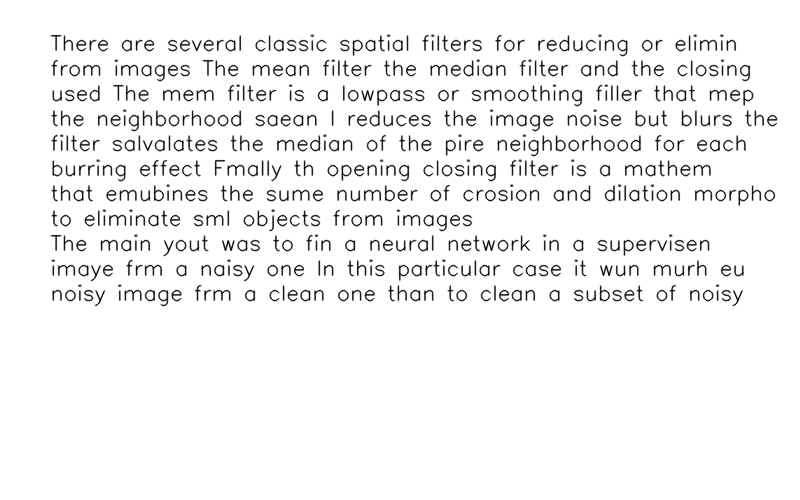 There are several classic spatial filters for reducing or elimin
from images The mean filter the median filter and the closing
used The mem filter is a lowpass or smoothing filler that mep
the neighborhood saean I reduces the image noise but blurs the
filter salvalates the median of the pire neighborhood for each
burring effect Fmally th opening closing filter is a mathem
that emubines the sume number of crosion and dilation morpho
to eliminate sml objects from images
The main yout was to fin a neural network in a supervisen
imaye frm a naisy one In this particular case it wun murh eu
noisy image frm a clean one than to clean a subset of noisy